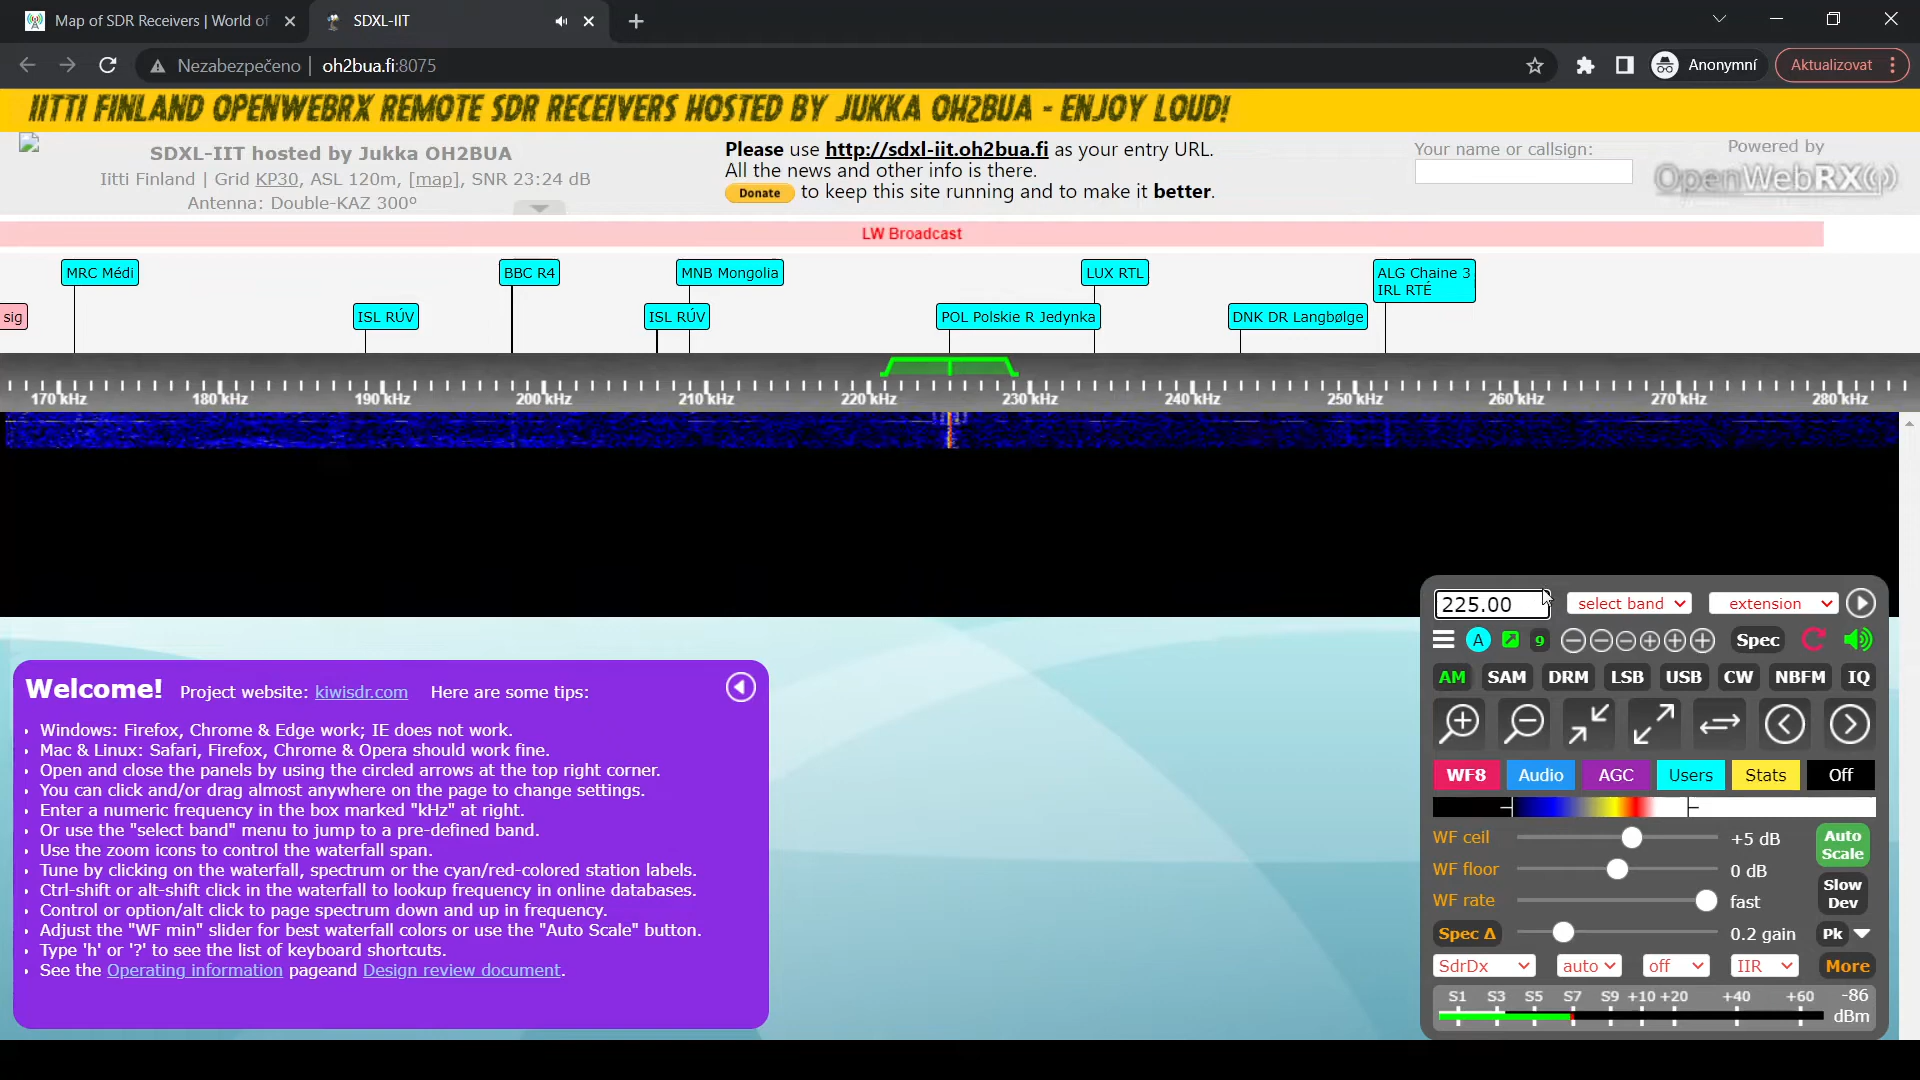 Map of SDR Receivers | World of
SDXL-IIT
Nezabezpečeno
oh2bua.fi:8075
Anonymní
Aktualizovat
IITTI FINLAND OPENWEBRX REMOTE SDR RECEIVERS HOSTED BY JUKKA OH2BUA - ENJOY LOUD!
SDXL-IIT hosted by Jukka OH2BUA
Iitti Finland | Grid KP30, ASL 120m, [map], SNR 23:24 dB
Antenna: Double-KAZ 300º
Please use http://sdxl-iit.oh2bua.fi as your entry URL.
All the news and other info is there.
Donate to keep this site running and to make it better.
Your name or callsign:
Powered by
OpenWebRX
LW Broadcast
MRC Médi
BBC R4
MNB Mongolia
LUX RTL
ALG Chaine 3
IRL RTÉ
sig
ISL RÚV
ISL RÚV
POL Polskie R Jedynka
DNK DR Langbølge
170 kHz 180 kHz 190 kHz 200 kHz 210 kHz 220 kHz 230 kHz 240 kHz 250 kHz 260 kHz 270 kHz 280 kHz
225.00
select band
extension
A
9
Spec
AM SAM DRM LSB USB CW NBFM IQ
WF8 Audio AGC Users Stats Off
WF ceil +5 dB
Auto
Scale
WF floor 0 dB
WF rate fast
Slow
Dev
Spec Δ 0.2 gain Pk
SdrDx auto off IIR More
S1 S3 S5 S7 S9 +10 +20 +40 +60 -86
dBm
Welcome! Project website: kiwisdr.com Here are some tips:
Windows: Firefox, Chrome & Edge work; IE does not work.
Mac & Linux: Safari, Firefox, Chrome & Opera should work fine.
Open and close the panels by using the circled arrows at the top right corner.
You can click and/or drag almost anywhere on the page to change settings.
Enter a numeric frequency in the box marked "kHz" at right.
Or use the "select band" menu to jump to a pre-defined band.
Use the zoom icons to control the waterfall span.
Tune by clicking on the waterfall, spectrum or the cyan/red-colored station labels.
Ctrl-shift or alt-shift click in the waterfall to lookup frequency in online databases.
Control or option/alt click to page spectrum down and up in frequency.
Adjust the "WF min" slider for best waterfall colors or use the "Auto Scale" button.
Type 'h' or '?' to see the list of keyboard shortcuts.
See the Operating information pageand Design review document.